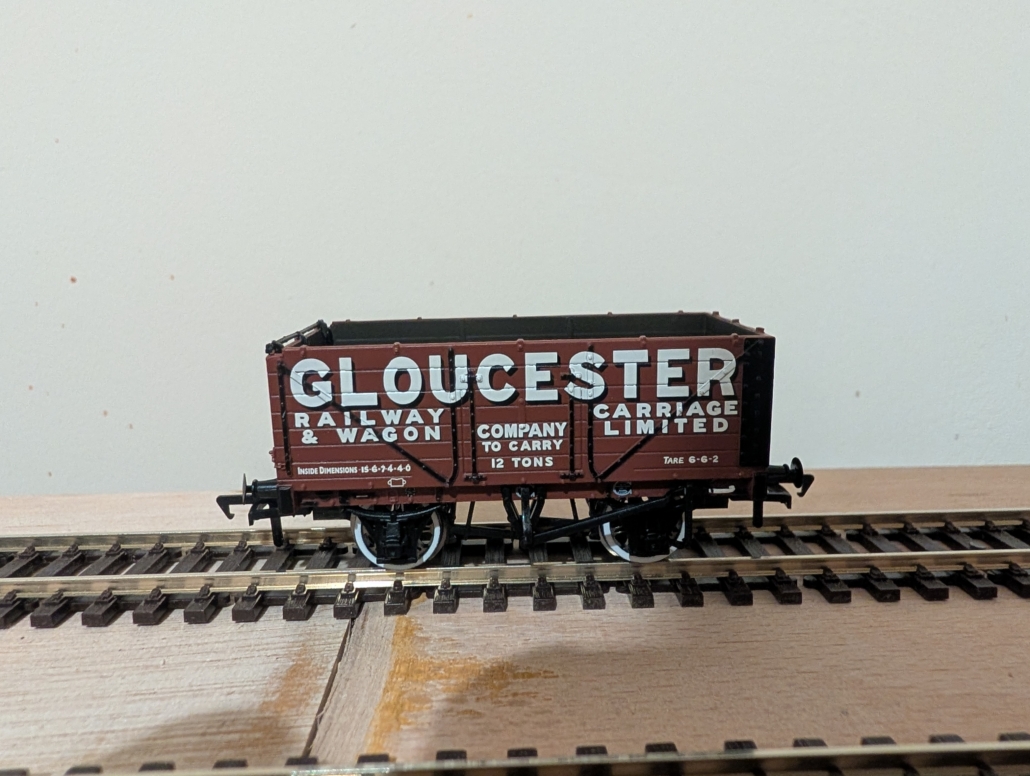 GLOUCESTER
RAILWAY
& WAGON
COMPANY
TO CARRY
12 TONS
CARRIAGE
LIMITED
INSIDE DIMENSIONS·15·6·7·4·4·0
TARE 6-6-2